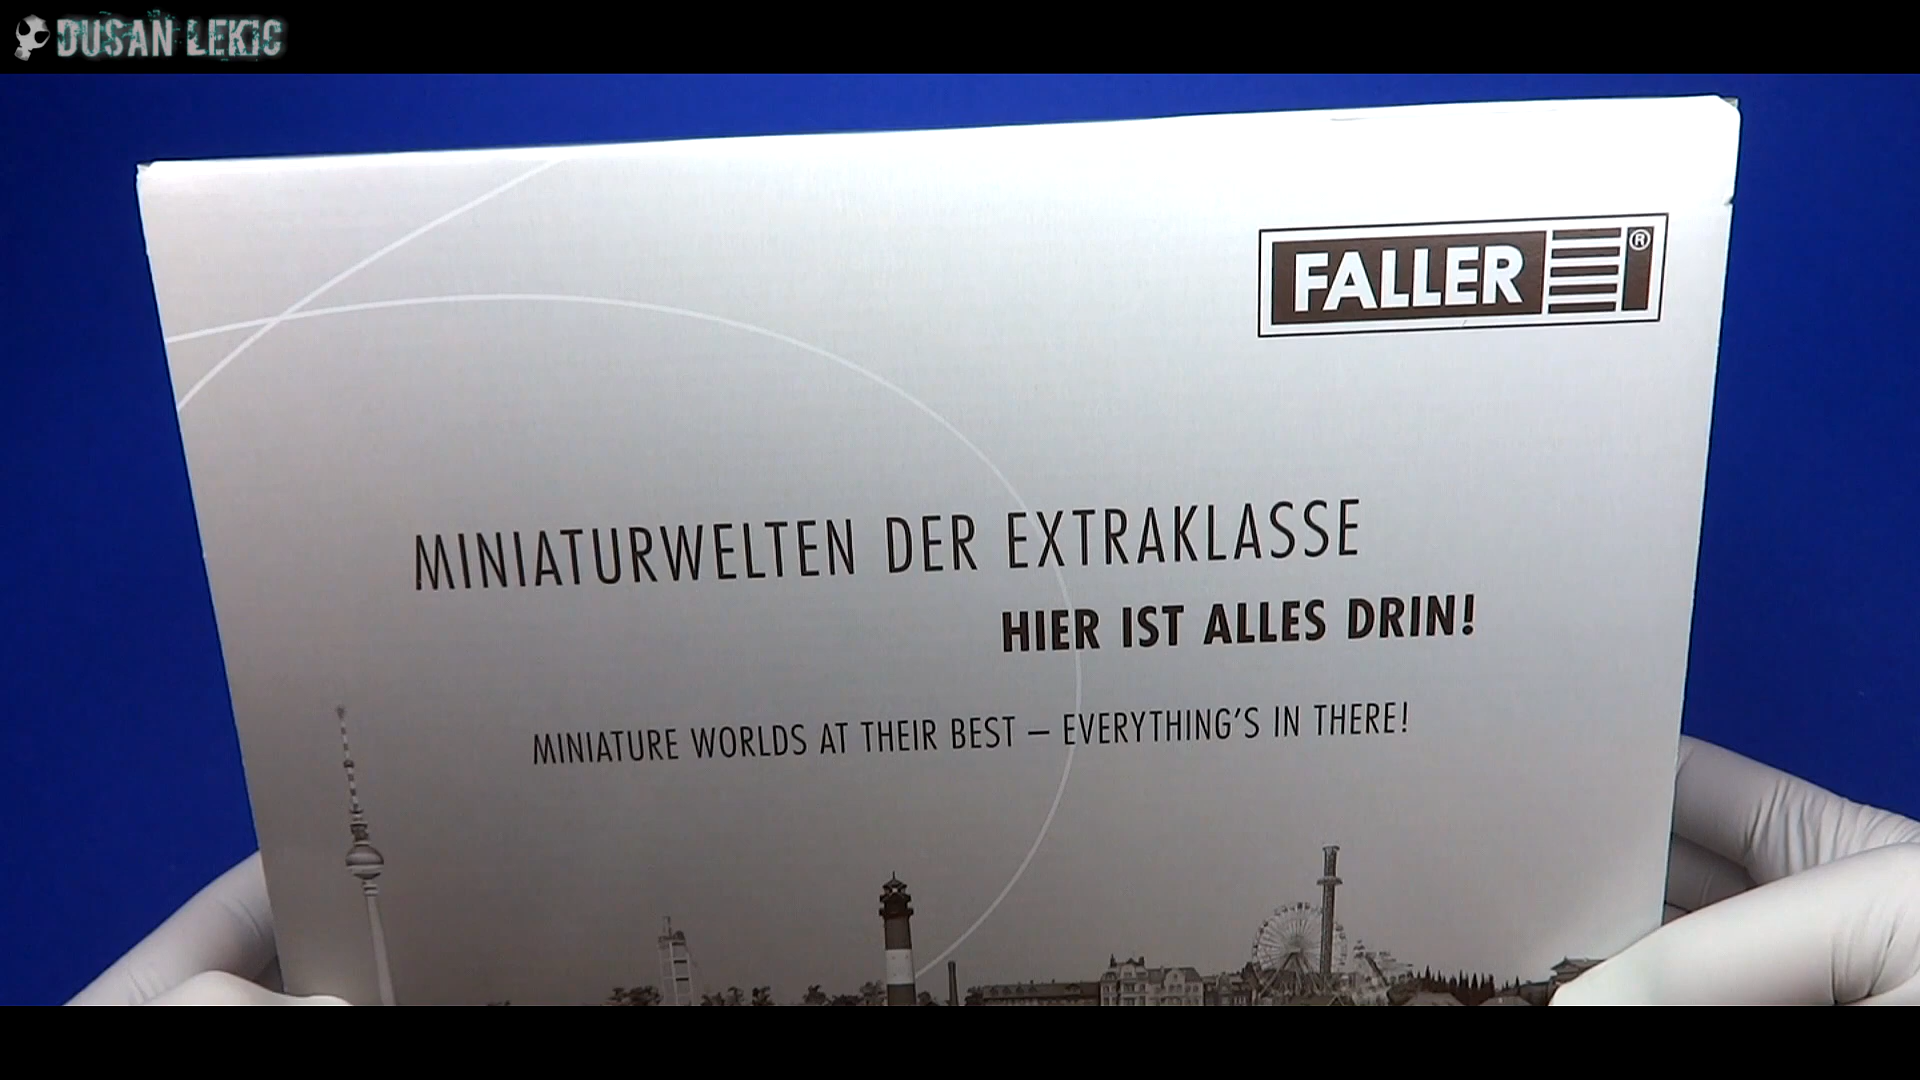 DUSAN LEKIC
FALLER ®
MINIATURWELTEN DER EXTRAKLASSE
HIER IST ALLES DRIN!
MINIATURE WORLDS AT THEIR BEST – EVERYTHING'S IN THERE!